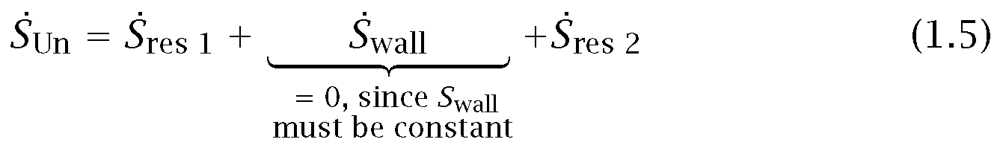 Ṡ_Un = Ṡ_res 1 + Ṡ_wall + Ṡ_res 2 (1.5)
= 0, since S_wall
must be constant